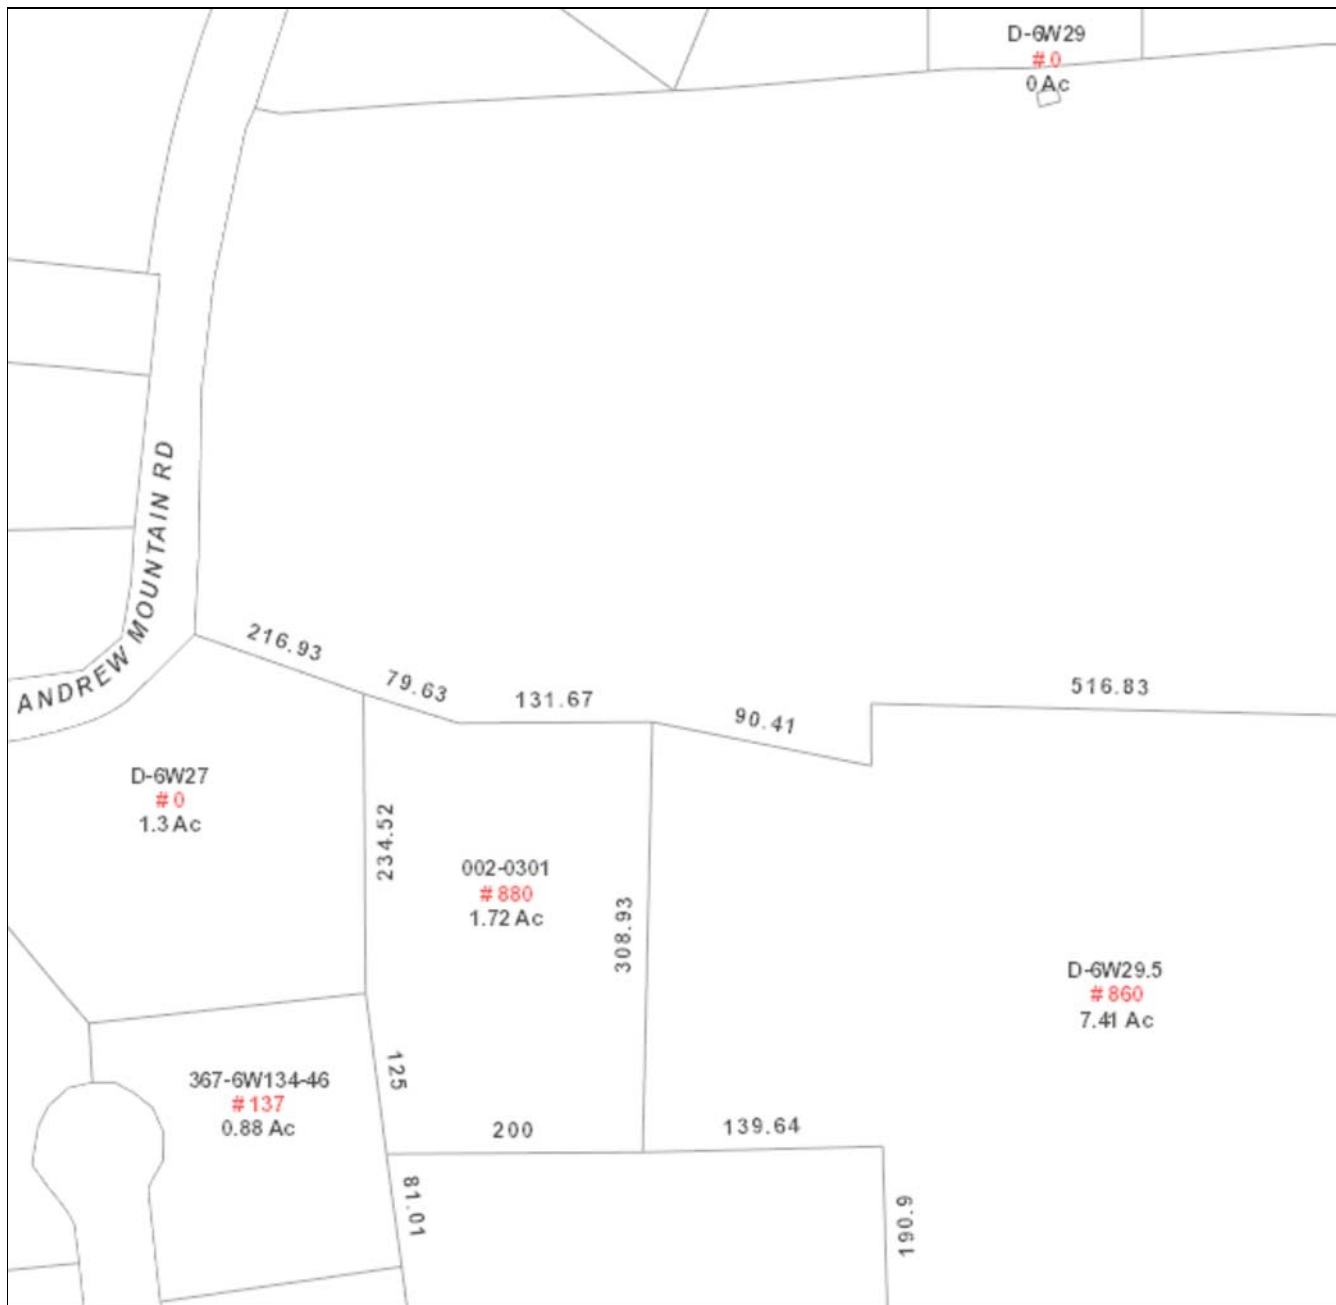 D-6W29
#0
0 Ac
ANDREW MOUNTAIN RD
216.93
79.63
131.67
90.41
516.83
D-6W27
#0
1.3 Ac
234.52
002-0301
#880
1.72 Ac
308.93
D-6W29.5
#860
7.41 Ac
367-6W134-46
#137
0.88 Ac
125
200
139.64
81.01
190.9